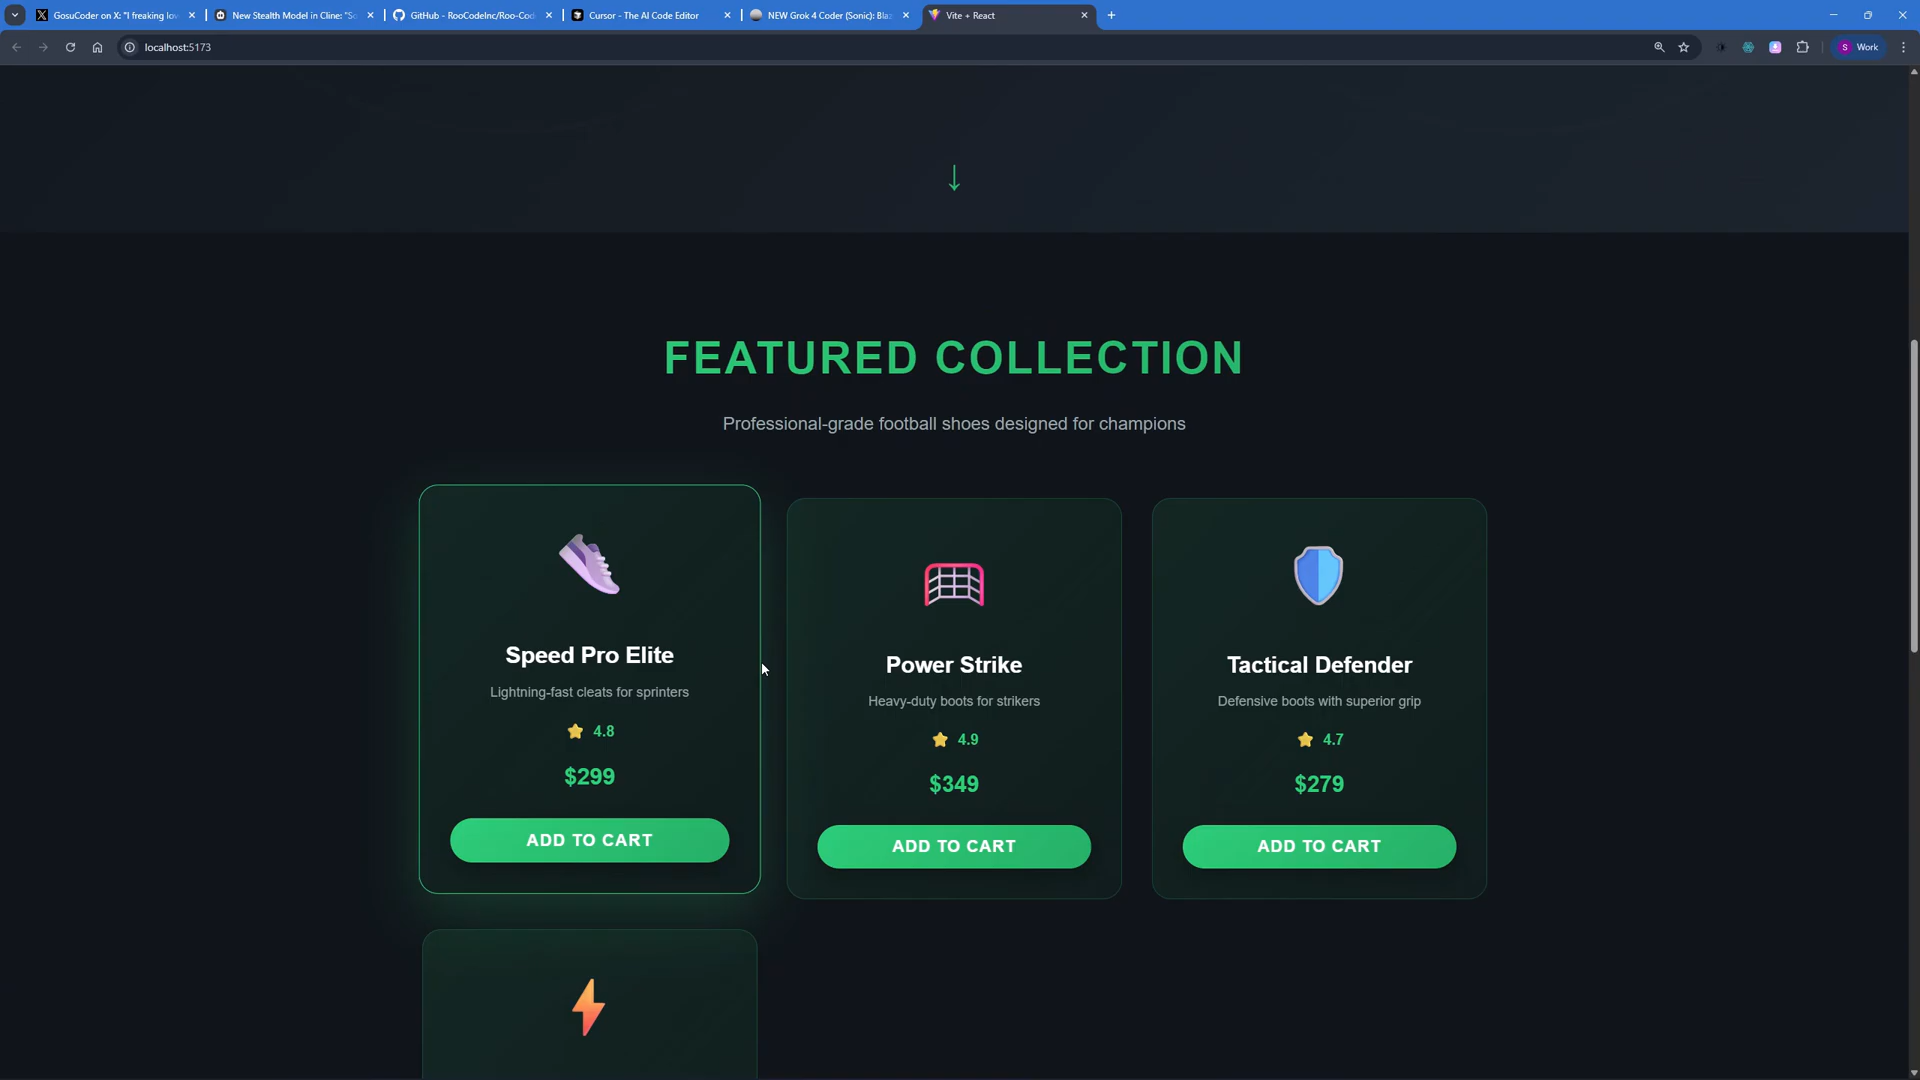 GosuCoder on X: "I freaking lov
New Stealth Model in Cline: "So
GitHub - RooCodeInc/Roo-Cod
Cursor - The AI Code Editor
NEW Grok 4 Coder (Sonic): Blaz
Vite + React
localhost:5173
S Work
↓
FEATURED COLLECTION
Professional-grade football shoes designed for champions
Speed Pro Elite
Lightning-fast cleats for sprinters
4.8
$299
ADD TO CART
Power Strike
Heavy-duty boots for strikers
4.9
$349
ADD TO CART
Tactical Defender
Defensive boots with superior grip
4.7
$279
ADD TO CART